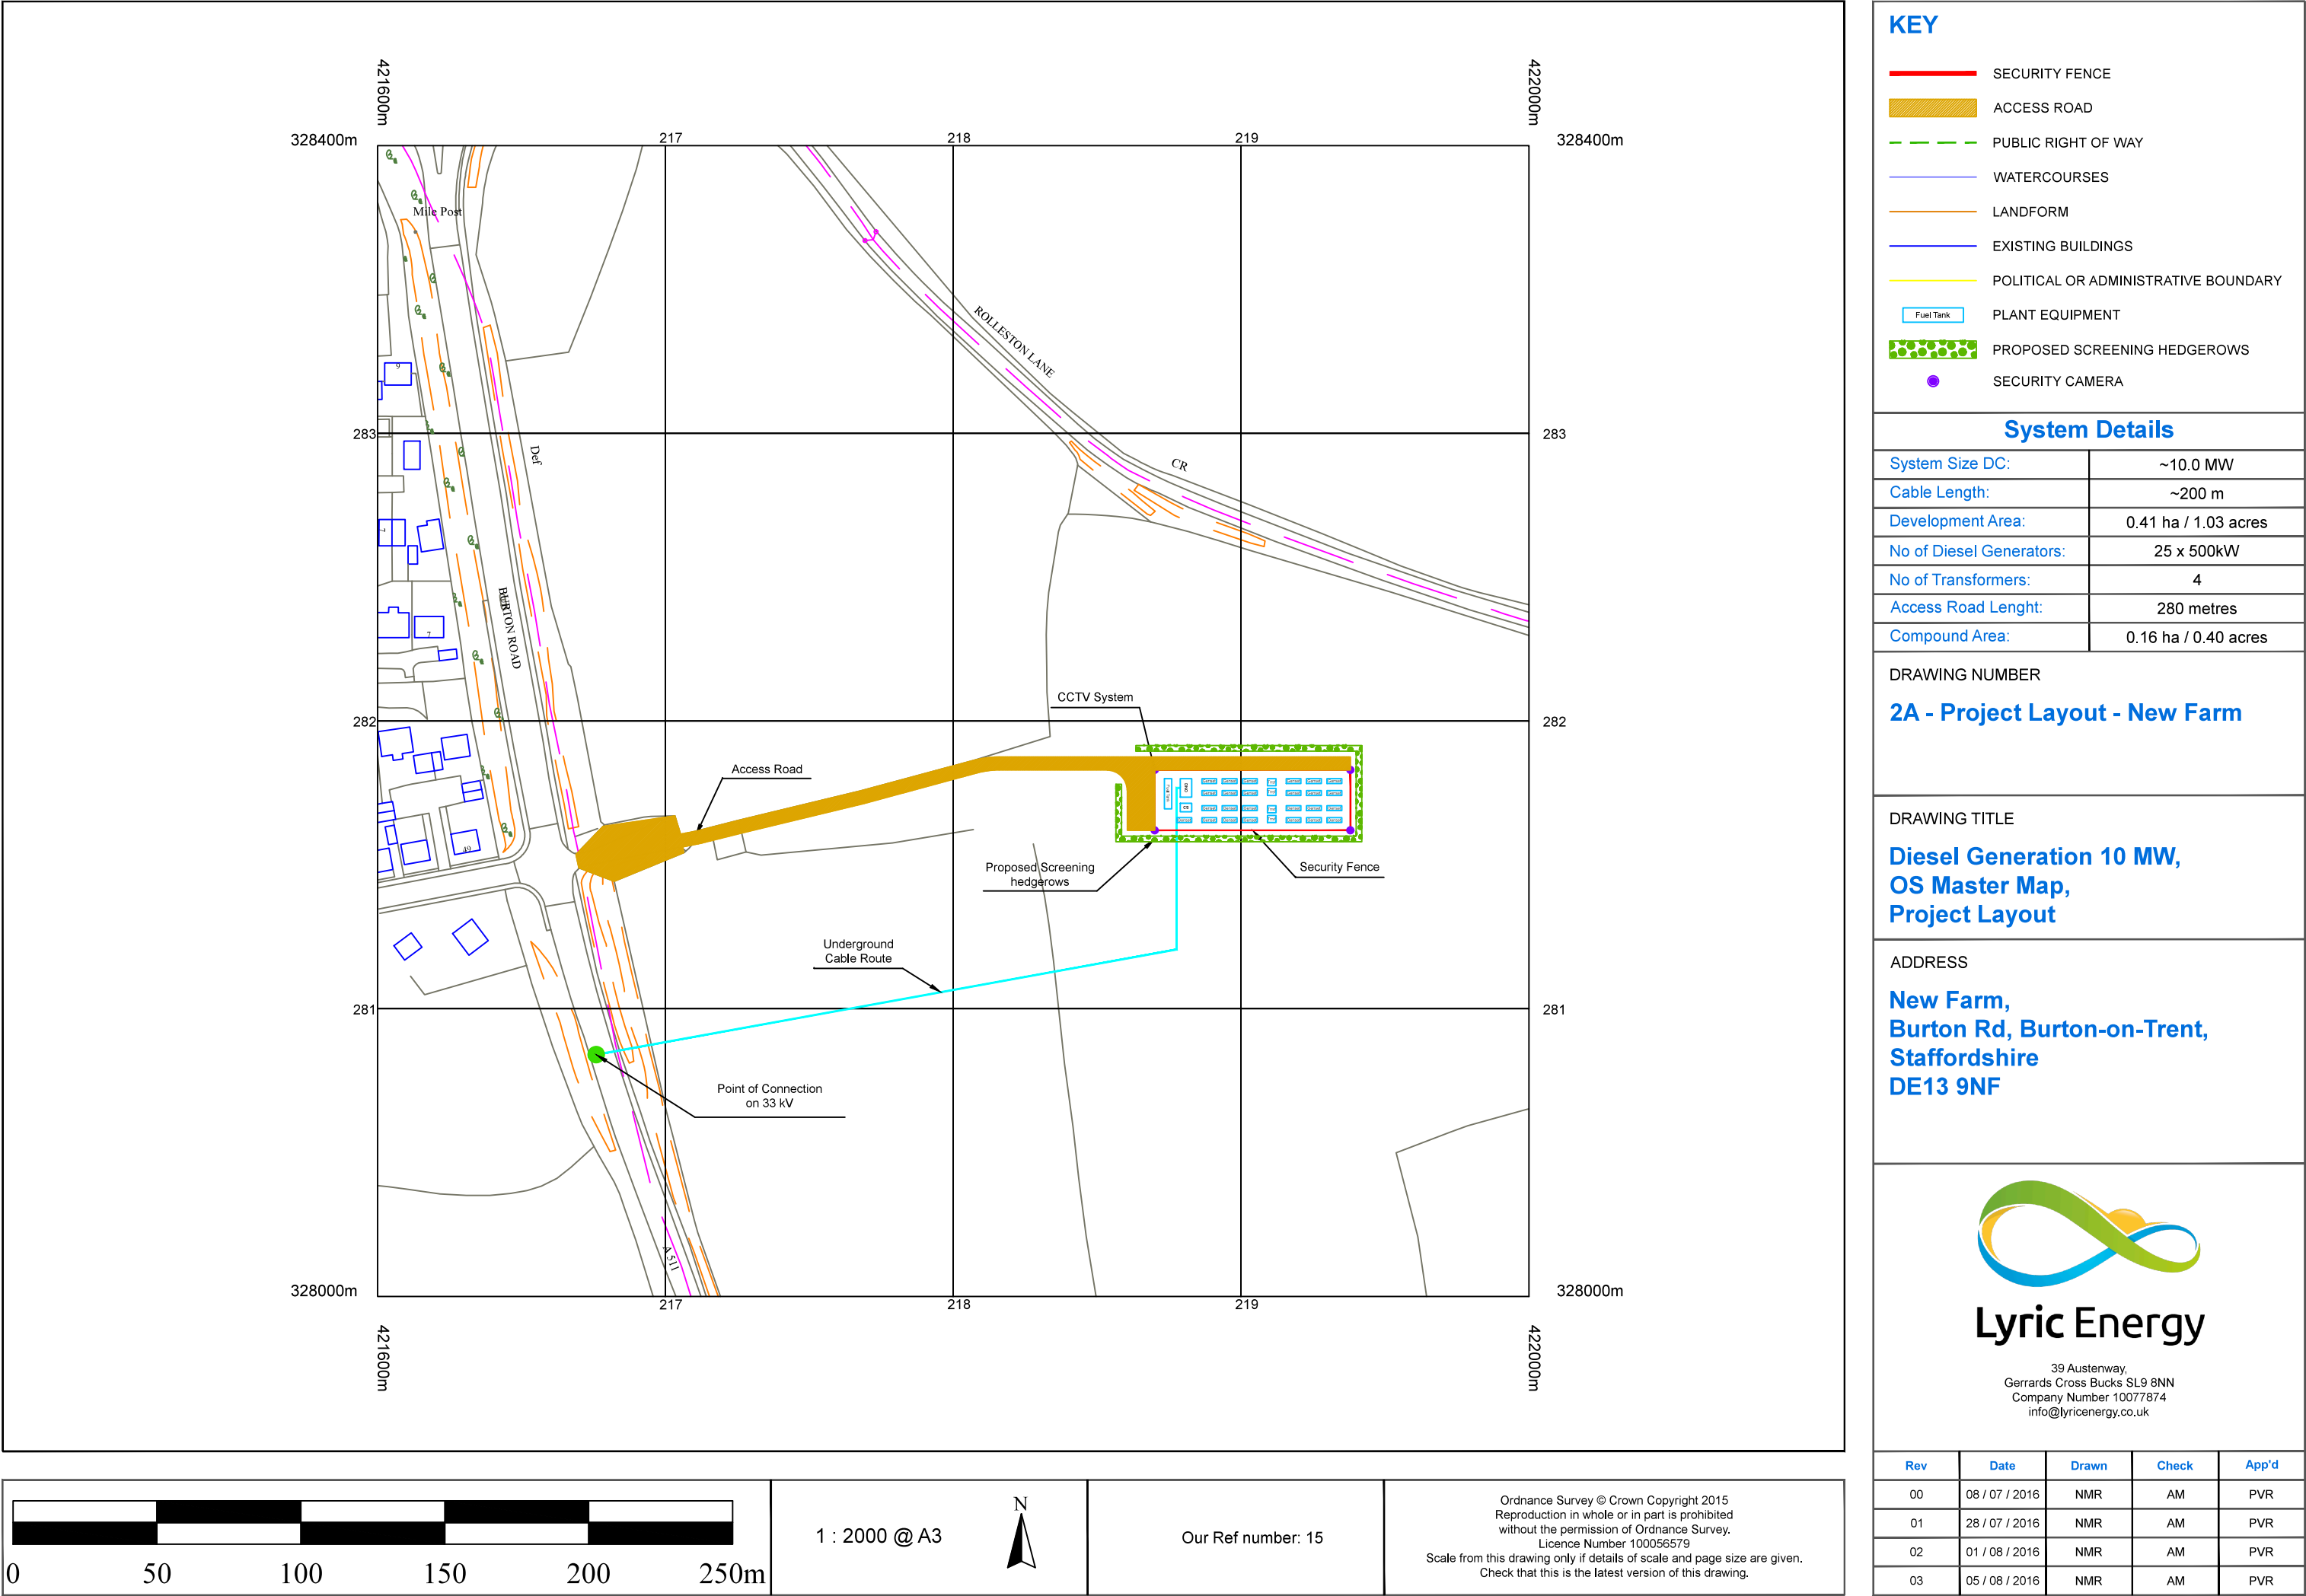 421600m
422000m
328400m
217
218
219
328400m
Mile Post
ROLLESTON LANE
9
283
Def
CR
283
7
BURTON ROAD
7
CCTV System
282
282
Access Road
Fuel Tank
GRD
CS
49
Proposed Screening
hedgerows
Security Fence
Underground
Cable Route
281
281
Point of Connection
on 33 kV
A 511
328000m
217
218
219
328000m
421600m
422000m
KEY
SECURITY FENCE
ACCESS ROAD
PUBLIC RIGHT OF WAY
WATERCOURSES
LANDFORM
EXISTING BUILDINGS
POLITICAL OR ADMINISTRATIVE BOUNDARY
Fuel Tank PLANT EQUIPMENT
PROPOSED SCREENING HEDGEROWS
SECURITY CAMERA
System Details
System Size DC: ~10.0 MW
Cable Length: ~200 m
Development Area: 0.41 ha / 1.03 acres
No of Diesel Generators: 25 x 500kW
No of Transformers: 4
Access Road Lenght: 280 metres
Compound Area: 0.16 ha / 0.40 acres
DRAWING NUMBER
2A - Project Layout - New Farm
DRAWING TITLE
Diesel Generation 10 MW,
OS Master Map,
Project Layout
ADDRESS
New Farm,
Burton Rd, Burton-on-Trent,
Staffordshire
DE13 9NF
Lyric Energy
39 Austenway,
Gerrards Cross Bucks SL9 8NN
Company Number 10077874
info@lyricenergy.co.uk
Rev Date Drawn Check App'd
00 08 / 07 / 2016 NMR AM PVR
01 28 / 07 / 2016 NMR AM PVR
02 01 / 08 / 2016 NMR AM PVR
03 05 / 08 / 2016 NMR AM PVR
0 50 100 150 200 250m
1 : 2000 @ A3
N
Our Ref number: 15
Ordnance Survey © Crown Copyright 2015
Reproduction in whole or in part is prohibited
without the permission of Ordnance Survey.
Licence Number 100056579
Scale from this drawing only if details of scale and page size are given.
Check that this is the latest version of this drawing.